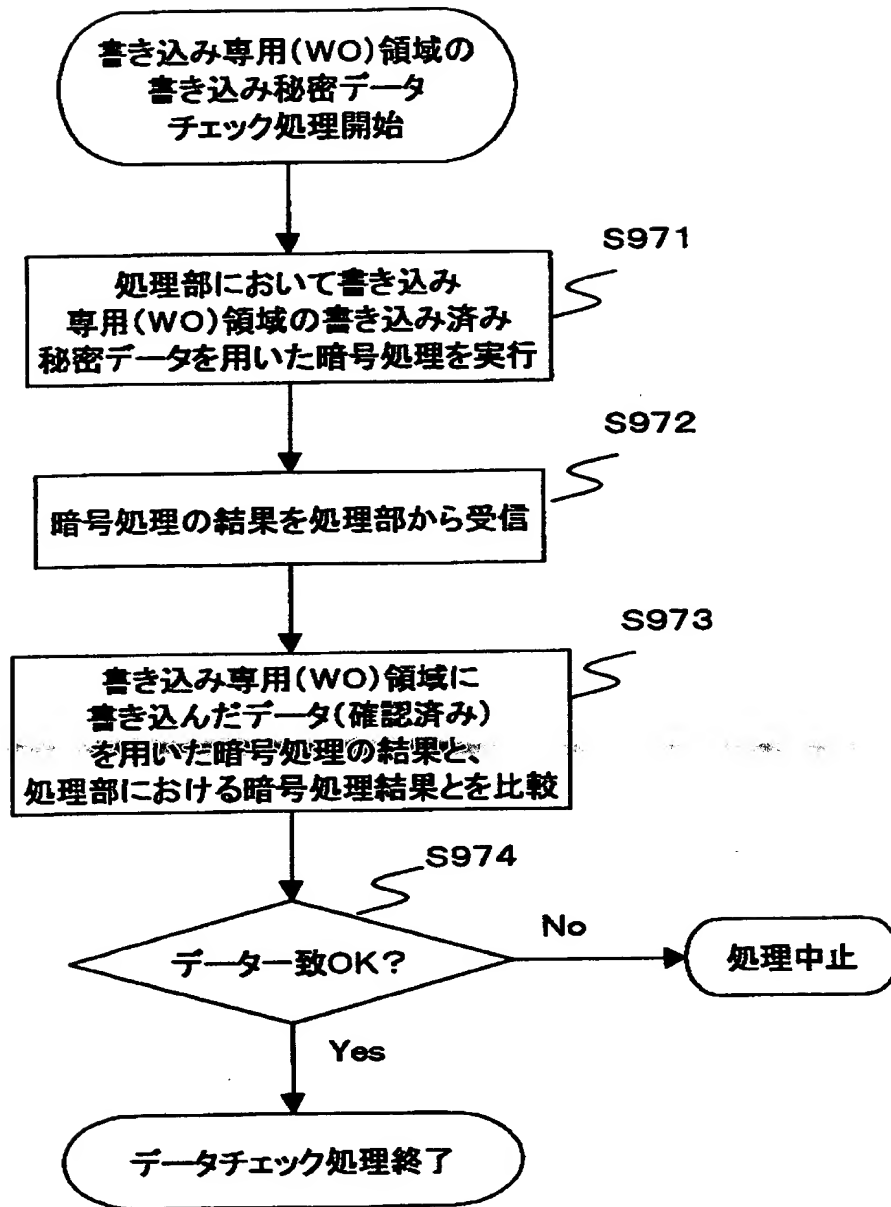 書き込み専用(WO)領域の
書き込み秘密データ
チェック処理開始
S971
処理部において書き込み
専用(WO)領域の書き込み済み
秘密データを用いた暗号処理を実行
S972
暗号処理の結果を処理部から受信
S973
書き込み専用(WO)領域に
書き込んだデータ(確認済み)
を用いた暗号処理の結果と、
処理部における暗号処理結果とを比較
S974
データ一致OK?
No
処理中止
Yes
データチェック処理終了